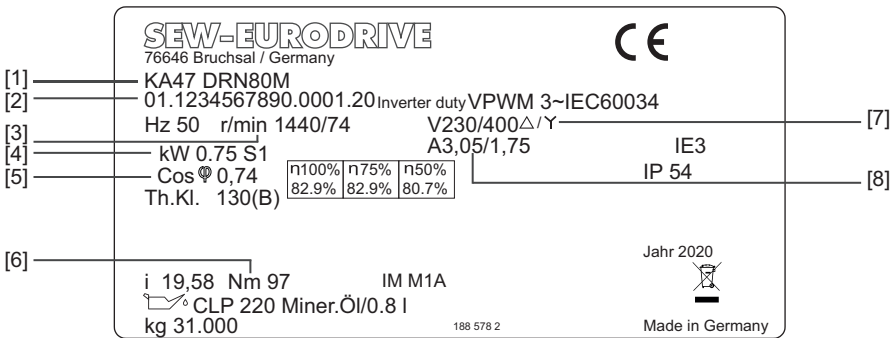 SEW-EURODRIVE
76646 Bruchsal / Germany
CE
[1] KA47 DRN80M
[2] 01.1234567890.0001.20 Inverter duty VPWM 3~IEC60034
[3] Hz 50 r/min 1440/74 V230/400△/Y [7]
[4] kW 0.75 S1 A3,05/1,75 IE3
[5] Cos φ 0,74 n100% n75% n50% IP 54 [8]
Th.Kl. 130(B) 82.9% 82.9% 80.7%
Jahr 2020
[6] i 19,58 Nm 97 IM M1A
CLP 220 Miner.Öl/0.8 l
kg 31.000 188 578 2 Made in Germany